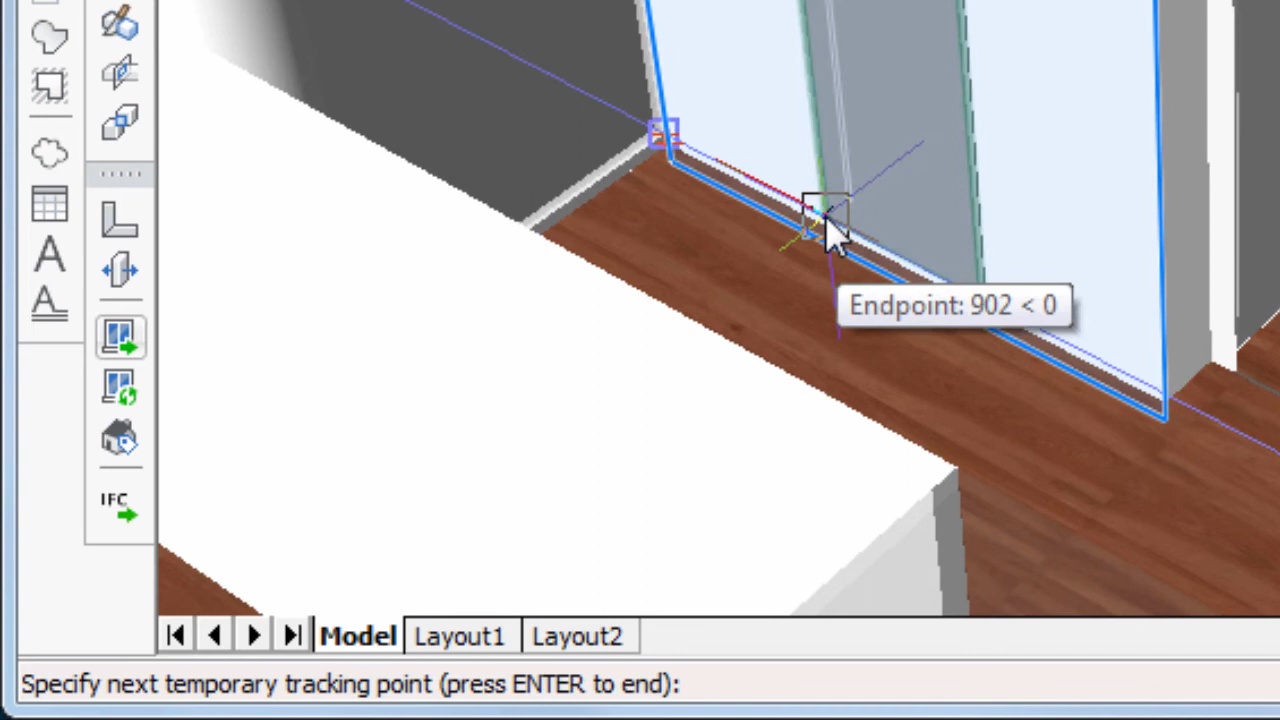 A
A
IFC
Endpoint: 902 < 0
Model Layout1 Layout2
Specify next temporary tracking point (press ENTER to end):